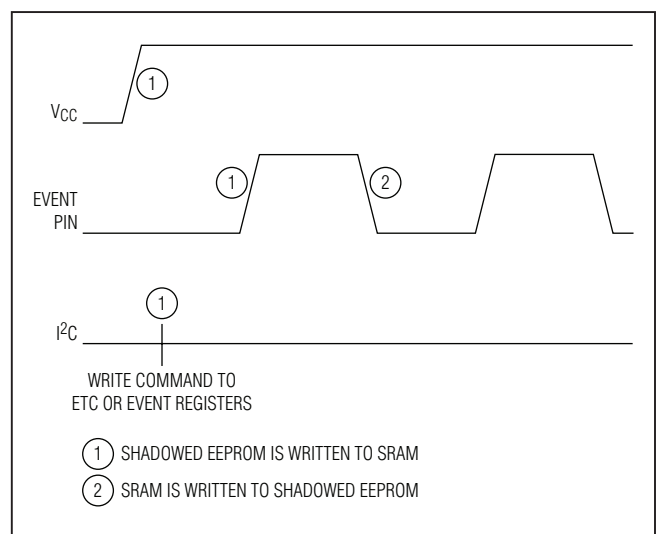 VCC
1
EVENT
PIN
1
2
I2C
1
WRITE COMMAND TO
ETC OR EVENT REGISTERS
1 SHADOWED EEPROM IS WRITTEN TO SRAM
2 SRAM IS WRITTEN TO SHADOWED EEPROM